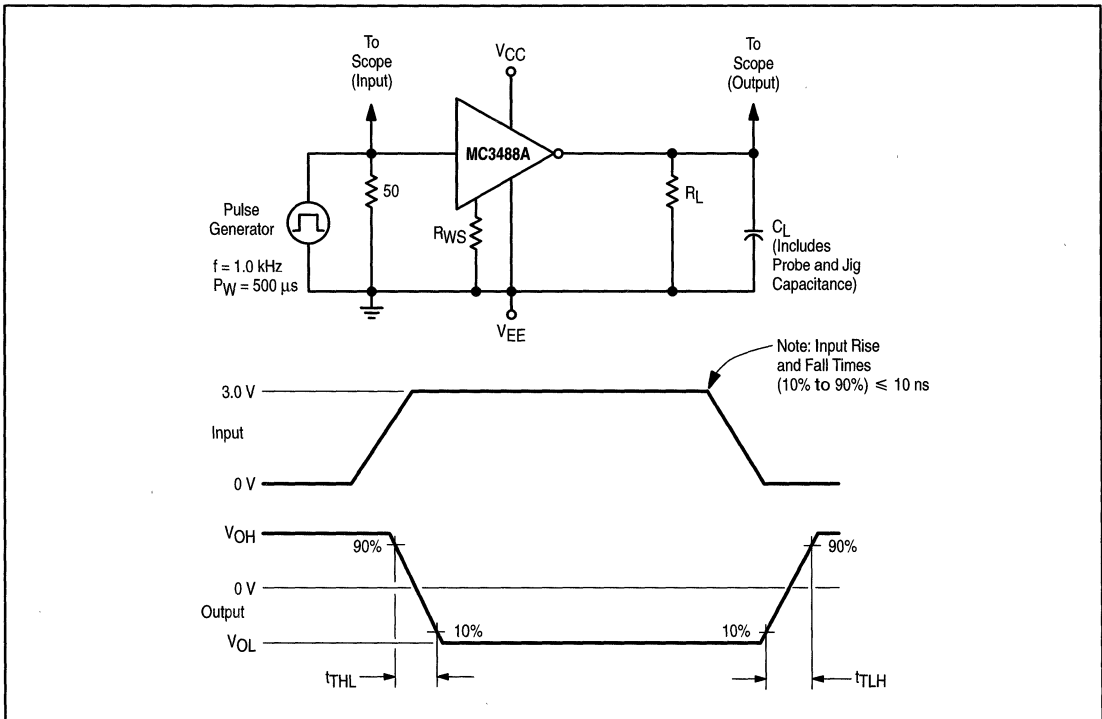 To
Scope
(Input)
VCC
To
Scope
(Output)
MC3488A
50
RL
Pulse
Generator
RWS
CL
(Includes
Probe and Jig
Capacitance)
f = 1.0 kHz
PW = 500 µs
VEE
Note: Input Rise
and Fall Times
(10% to 90%) ≤ 10 ns
3.0 V
Input
0 V
VOH
90%
90%
0 V
Output
10%
10%
VOL
tTHL
tTLH